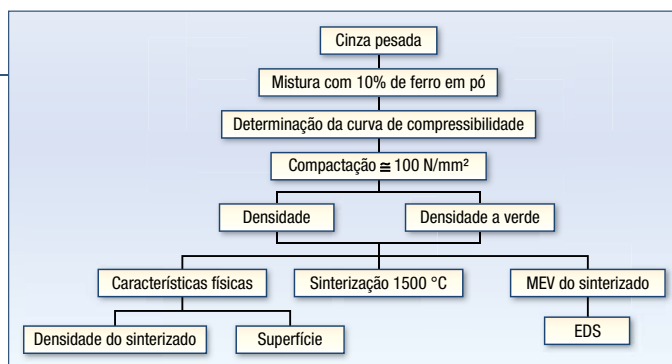 Cinza pesada
Mistura com 10% de ferro em pó
Determinação da curva de compressibilidade
Compactação ≅ 100 N/mm²
Densidade
Densidade a verde
Características físicas
Sinterização 1500 °C
MEV do sinterizado
Densidade do sinterizado
Superfície
EDS